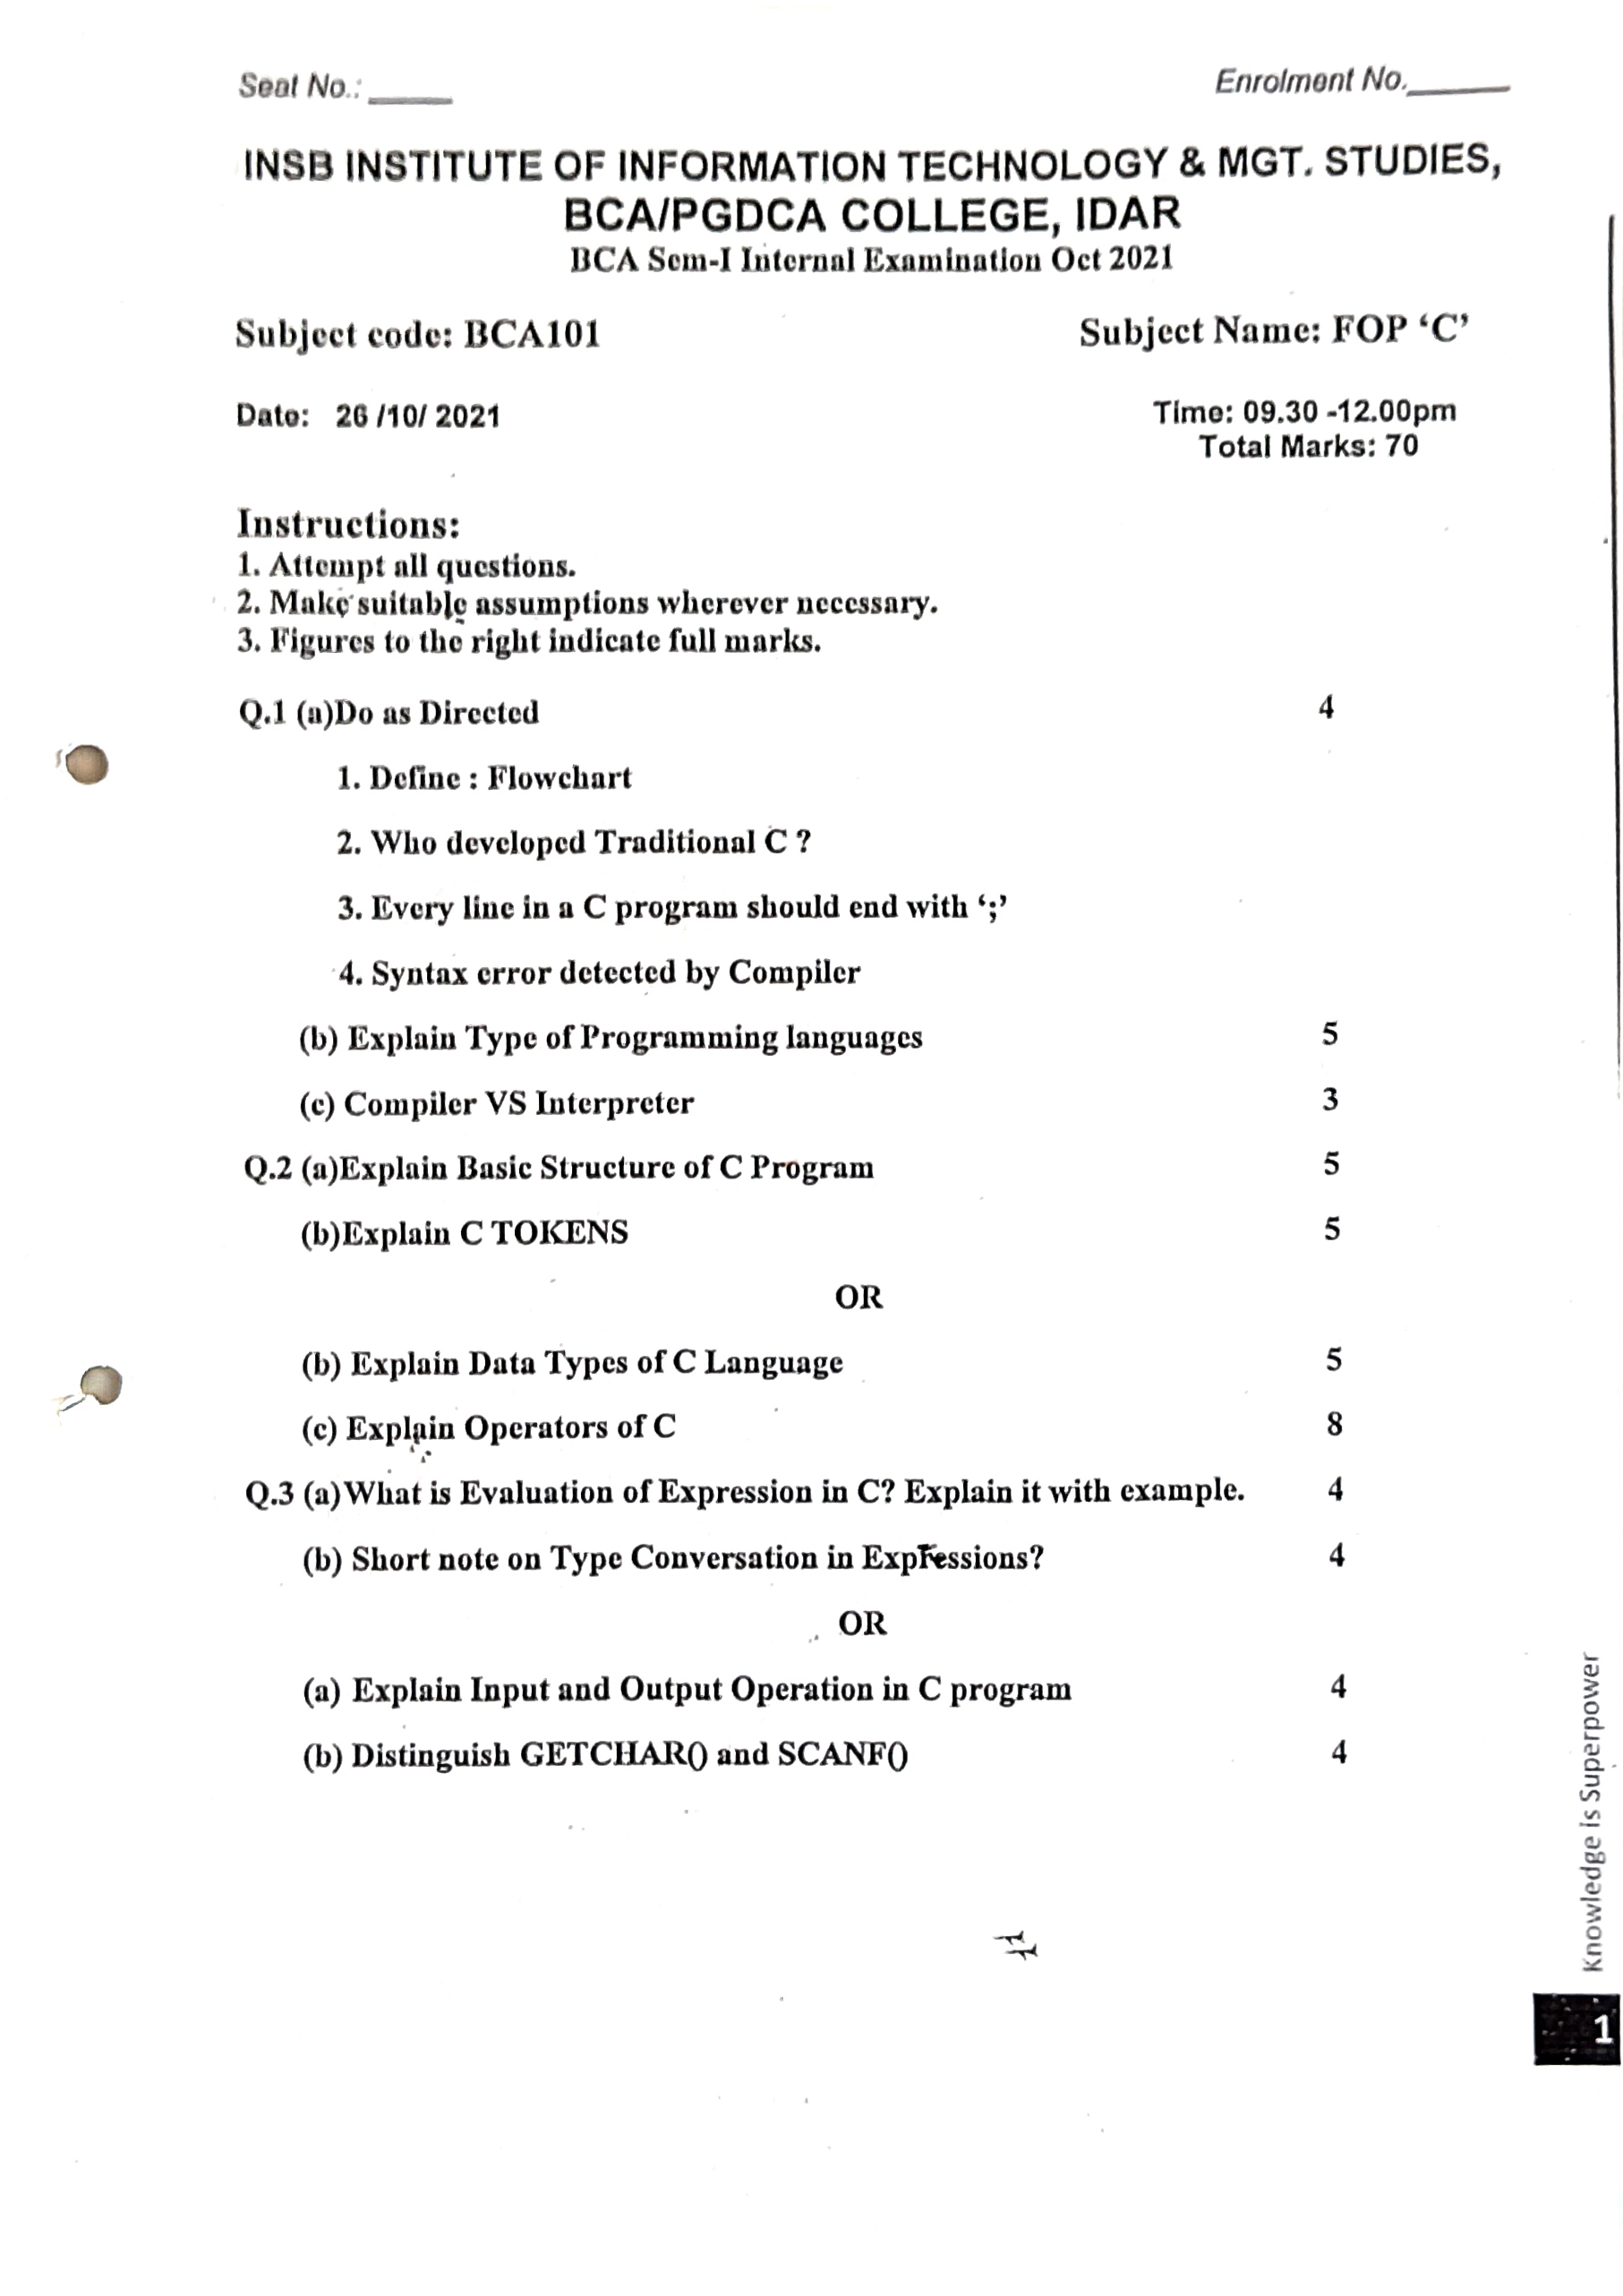 Seat No.:_____ Enrolment No.______
INSB INSTITUTE OF INFORMATION TECHNOLOGY & MGT. STUDIES,
BCA/PGDCA COLLEGE, IDAR
BCA Sem-I Internal Examination Oct 2021
Subject code: BCA101 Subject Name: FOP ‘C’
Date: 26 /10/ 2021 Time: 09.30 -12.00pm
Total Marks: 70
Instructions:
1. Attempt all questions.
2. Make suitable assumptions wherever necessary.
3. Figures to the right indicate full marks.
Q.1 (a)Do as Directed 4
1. Define : Flowchart
2. Who developed Traditional C ?
3. Every line in a C program should end with ‘;’
4. Syntax error detected by Compiler
(b) Explain Type of Programming languages 5
(c) Compiler VS Interpreter 3
Q.2 (a)Explain Basic Structure of C Program 5
(b)Explain C TOKENS 5
OR
(b) Explain Data Types of C Language 5
(c) Explain Operators of C 8
Q.3 (a)What is Evaluation of Expression in C? Explain it with example. 4
(b) Short note on Type Conversation in Expressions? 4
OR
(a) Explain Input and Output Operation in C program 4
(b) Distinguish GETCHAR() and SCANF() 4
Knowledge is Superpower
1